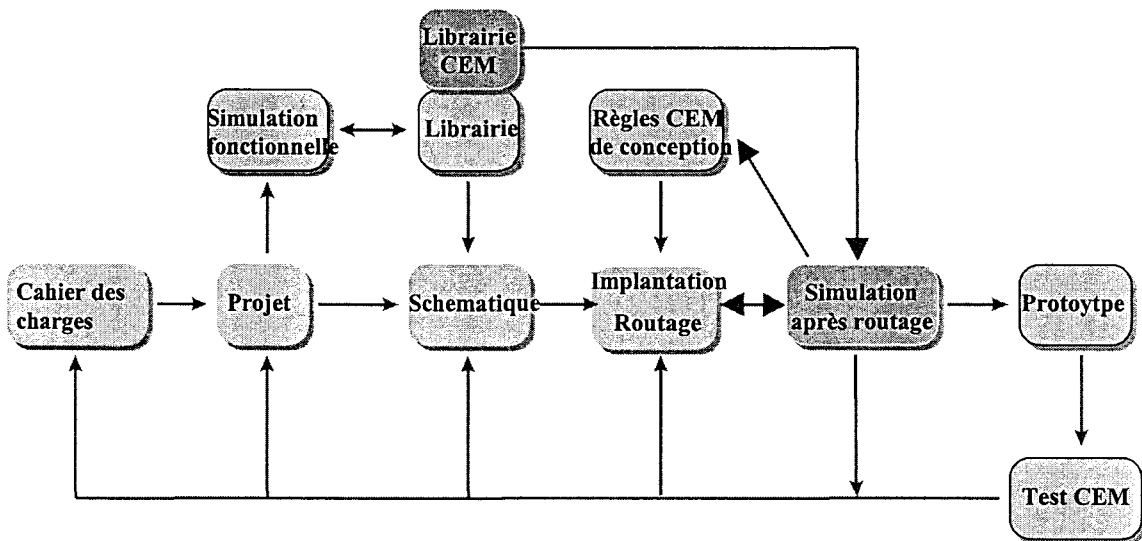 Librairie
CEM
Simulation
fonctionnelle
Librairie
Règles CEM
de conception
Cahier des
charges
Projet
Schematique
Implantation
Routage
Simulation
après routage
Protoytpe
Test CEM